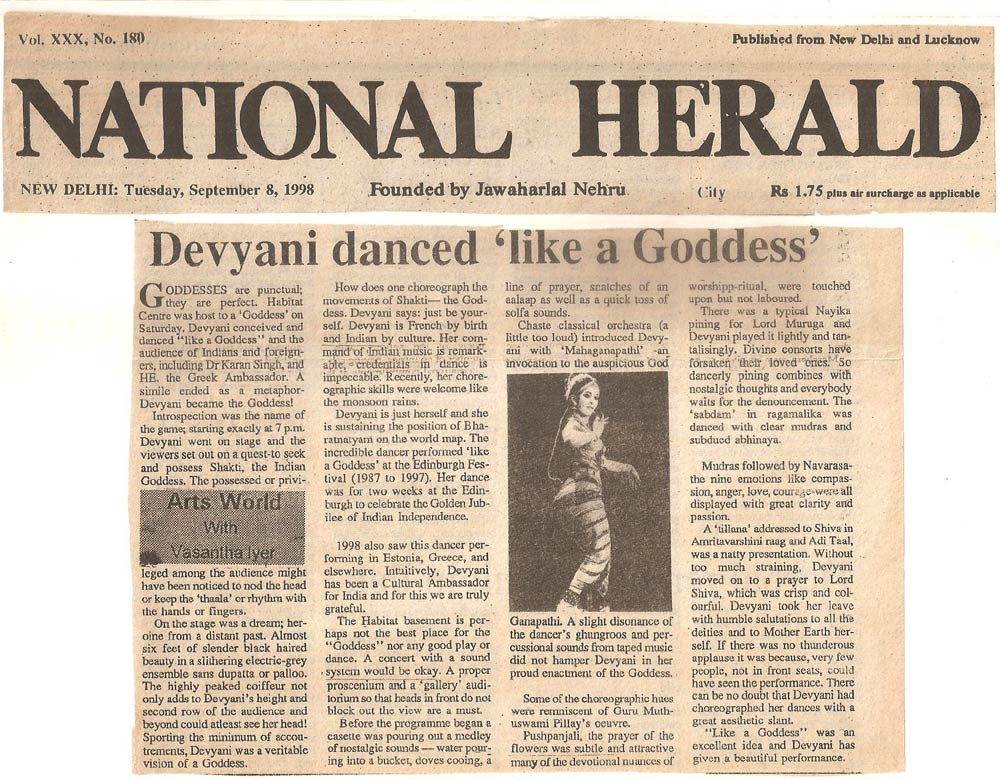 Vol. XXX, No. 180
Published from New Delhi and Lucknow
NATIONAL HERALD
NEW DELHI: Tuesday, September 8, 1998
Founded by Jawaharlal Nehru
City
Rs 1.75 plus air surcharge as applicable
Devyani danced ‘like a Goddess’
GODDESSES are punctual;
they are perfect. Habitat
Centre was host to a ‘Goddess’ on
Saturday. Devyani conceived and
danced “like a Goddess” and the
audience of Indians and foreign-
ers, including Dr Karan Singh, and
HE. the Greek Ambassador. A
simile ended as a metaphor-
Devyani became the Goddess!
Introspection was the name of
the game; starting exactly at 7 p.m.
Devyani went on stage and the
viewers set out on a quest-to seek
and possess Shakti, the Indian
Goddess. The possessed or privi-
Arts World
With
Vasantha Iyer
leged among the audience might
have been noticed to nod the head
or keep the ‘thaala’ or rhythm with
the hands or fingers.
On the stage was a dream; her-
oine from a distant past. Almost
six feet of slender black haired
beauty in a slithering electric-grey
ensemble sans dupatta or palloo.
The highly peaked coiffeur not
only adds to Devyani's height and
second row of the audience and
beyond could atleast see her head!
Sporting the minimum of accou-
trements, Devyani was a veritable
vision of a Goddess.
How does one choreograph the
movements of Shakti— the God-
dess. Devyani says: just be your-
self. Devyani is French by birth
and Indian by culture. Her com-
mand of Indian music is remark-
able, credentials in dance is
impeccable. Recently, her chore-
ographic skills were welcome like
the monsoon rains.
Devyani is just herself and she
is sustaining the position of Bha-
ratnatyam on the world map. The
incredible dancer performed ‘like
a Goddess’ at the Edinburgh Fes-
tival (1987 to 1997). Her dance
was for two weeks at the Edin-
burgh to celebrate the Golden Jub-
ilee of Indian Independence.
1998 also saw this dancer per-
forming in Estonia, Greece, and
elsewhere. Intuitively, Devyani
has been a Cultural Ambassador
for India and for this we are truly
grateful.
The Habitat basement is per-
haps not the best place for the
“Goddess” nor any good play or
dance. A concert with a sound
system would be okay. A proper
proscenium and a ‘gallery’ audi-
torium so that heads in front do not
block out the view are a must.
Before the programme began a
casette was pouring out a medley
of nostalgic sounds — water pour-
ing into a bucket, doves cooing, a
line of prayer, snatches of an
aalaap as well as a quick toss of
solfa sounds.
Chaste classical orchestra (a
little too loud) introduced Devy-
ani with ‘Mahaganapathi’ -an
invocation to the auspicious God
Ganapathi. A slight disonance of
the dancer's ghungroos and per-
cussional sounds from taped music
did not hamper Devyani in her
proud enactment of the Goddess.
Some of the choreographic hues
were reminscent of Guru Muth-
uswami Pillay's oeuvre.
Pushpanjali, the prayer of the
flowers was subtle and attractive
many of the devotional nuances of
worshipp-ritual, were touched
upon but not laboured.
There was a typical Nayika
pining for Lord Muruga and
Devyani played it lightly and tan-
talisingly. Divine consorts have
forsaken their loved one. So
dancerly pining combines with
nostalgic thoughts and everybody
waits for the denouncement. The
‘sabdam’ in ragamalika was
danced with clear mudras and
subdued abhinaya.
Mudras followed by Navarasa-
the nine emotions like compas-
sion, anger, love, courage-were all
displayed with great clarity and
passion.
A ‘tillana’ addressed to Shiva in
Amritavarshini raag and Adi Taal,
was a natty presentation. Without
too much straining, Devyani
moved on to a prayer to Lord
Shiva, which was crisp and col-
ourful. Devyani took her leave
with humble salutations to all the
deities and to Mother Earth her-
self. If there was no thunderous
applause it was because, very few
people, not in front seats, could
have seen the performance. There
can be no doubt that Devyani had
choreographed her dances with a
great aesthetic slant.
“Like a Goddess” was an
excellent idea and Devyani has
given a beautiful performance.